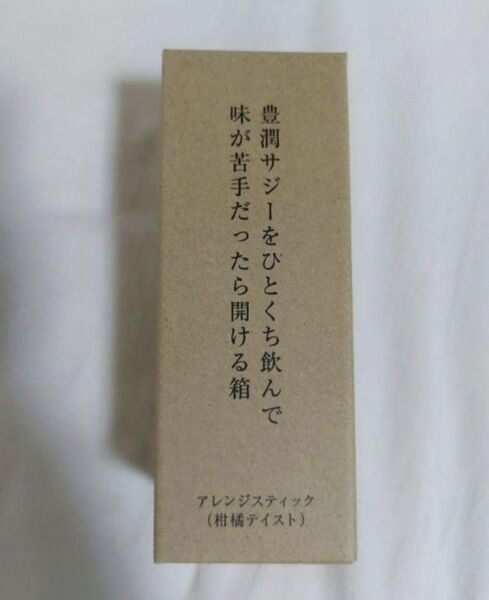 豊潤サジーをひとくち飲んで
味が苦手だったら開ける箱
アレンジスティック
（柑橘テイスト）